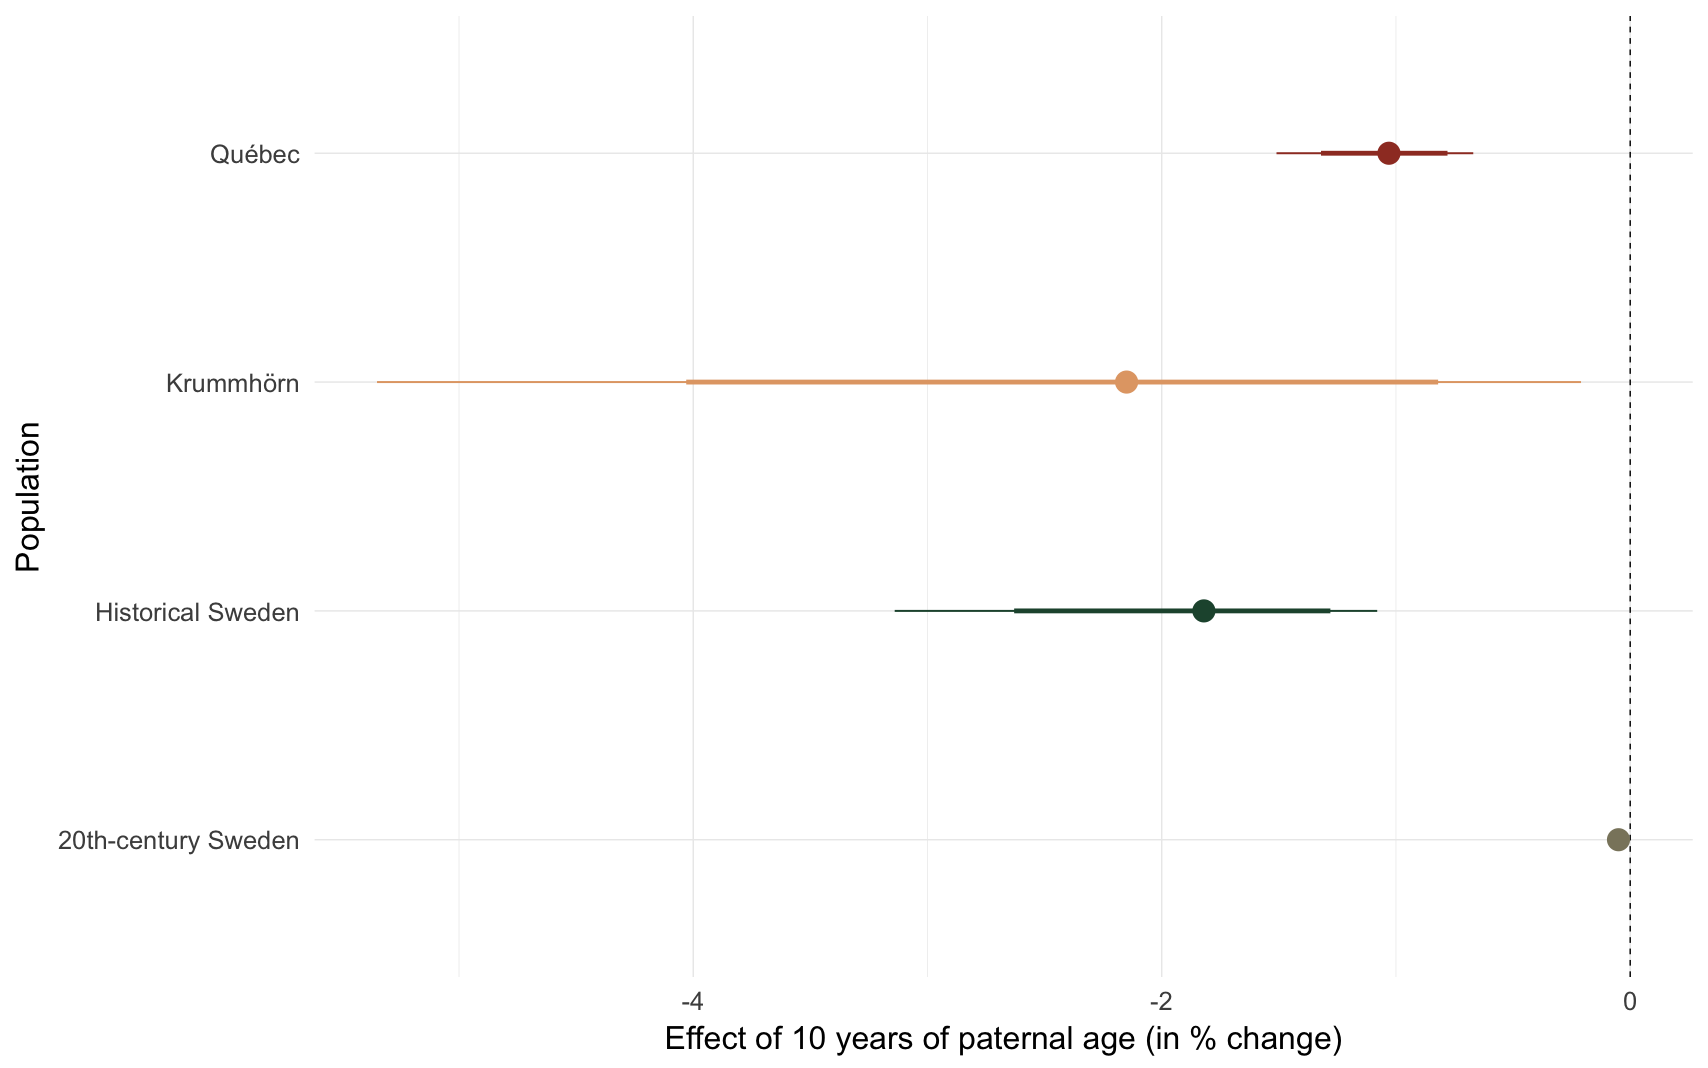 Population
Québec
Krummhörn
Historical Sweden
20th-century Sweden
-4
-2
0
Effect of 10 years of paternal age (in % change)